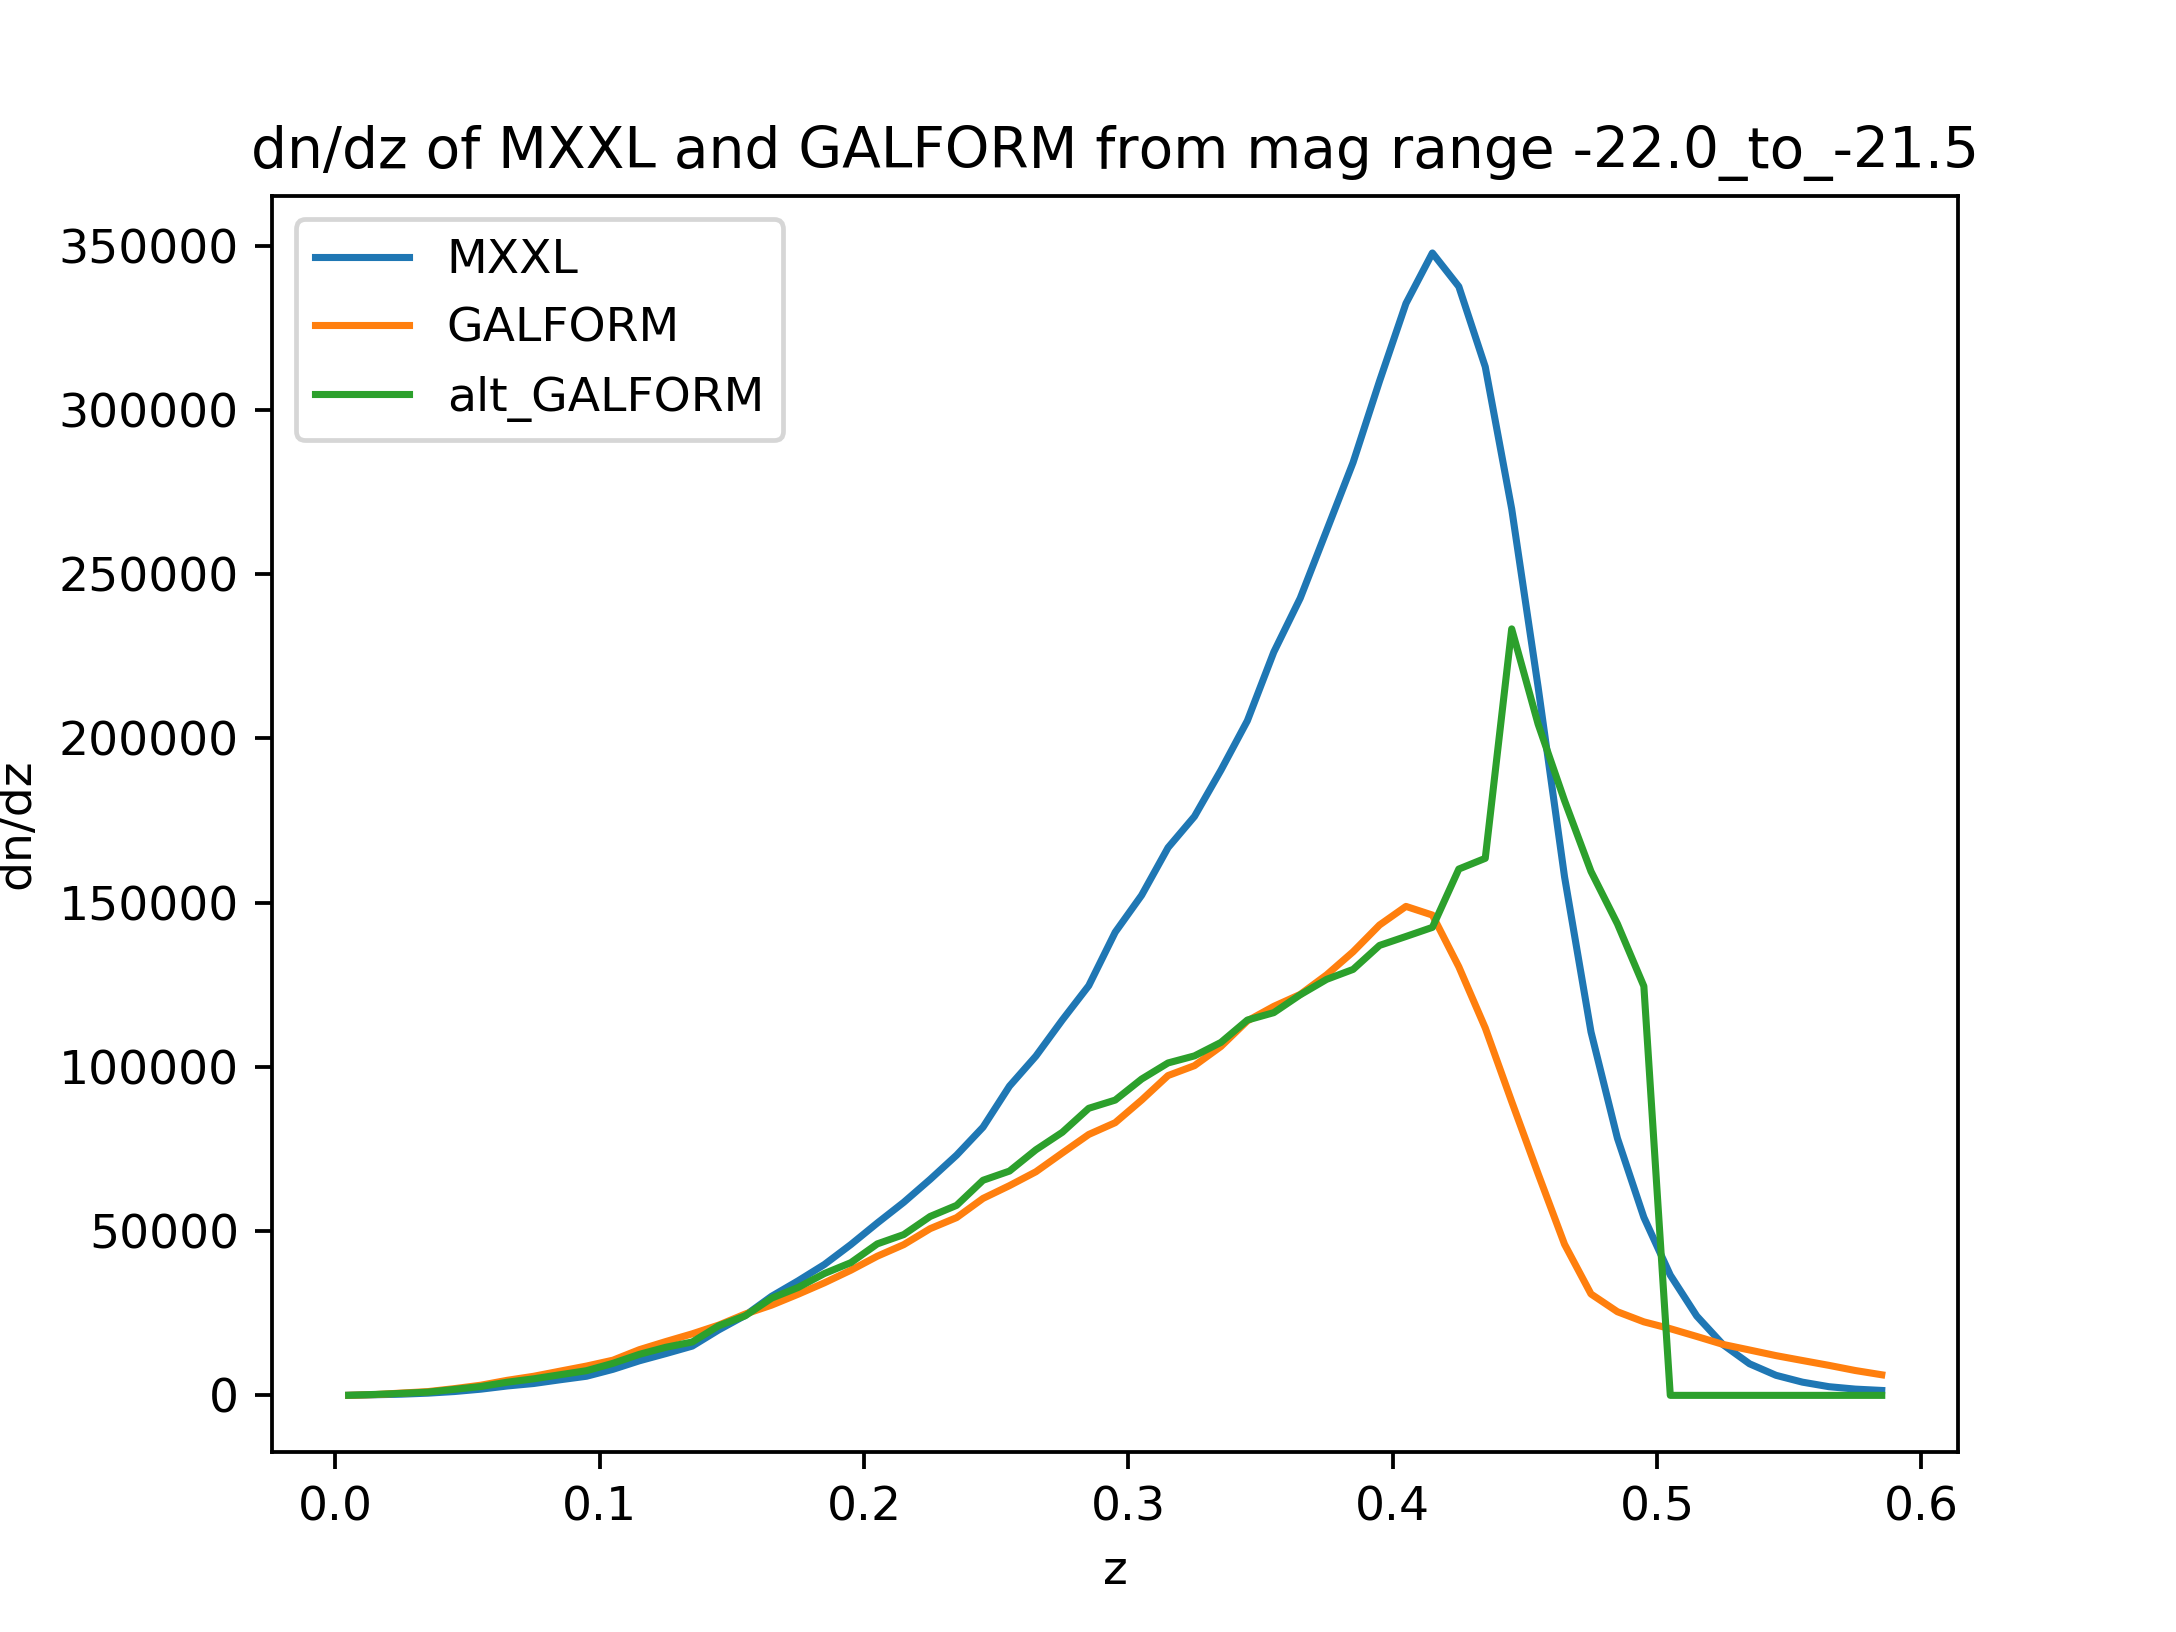 dn/dz of MXXL and GALFORM from mag range -22.0_to_-21.5
MXXL
GALFORM
alt_GALFORM
350000
300000
250000
200000
150000
100000
50000
0
dn/dz
0.0 0.1 0.2 0.3 0.4 0.5 0.6
z